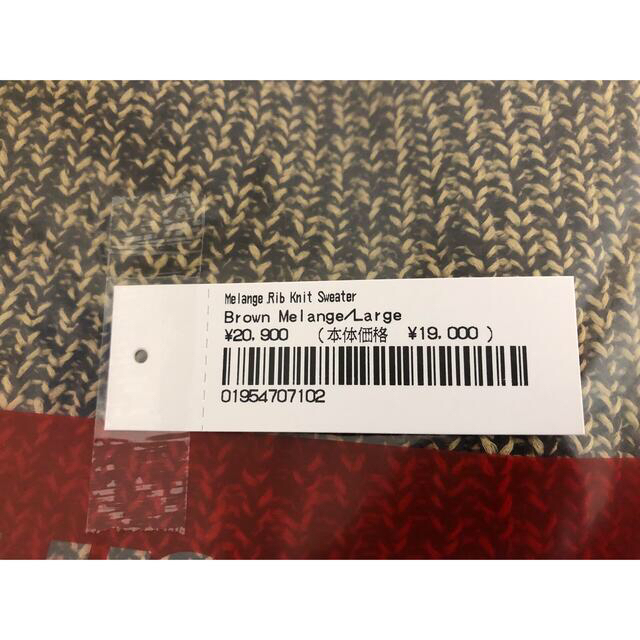 Melange Rib Knit Sweater
Brown Melange/Large
¥20,900 (本体価格 ¥19,000 )
01954707102